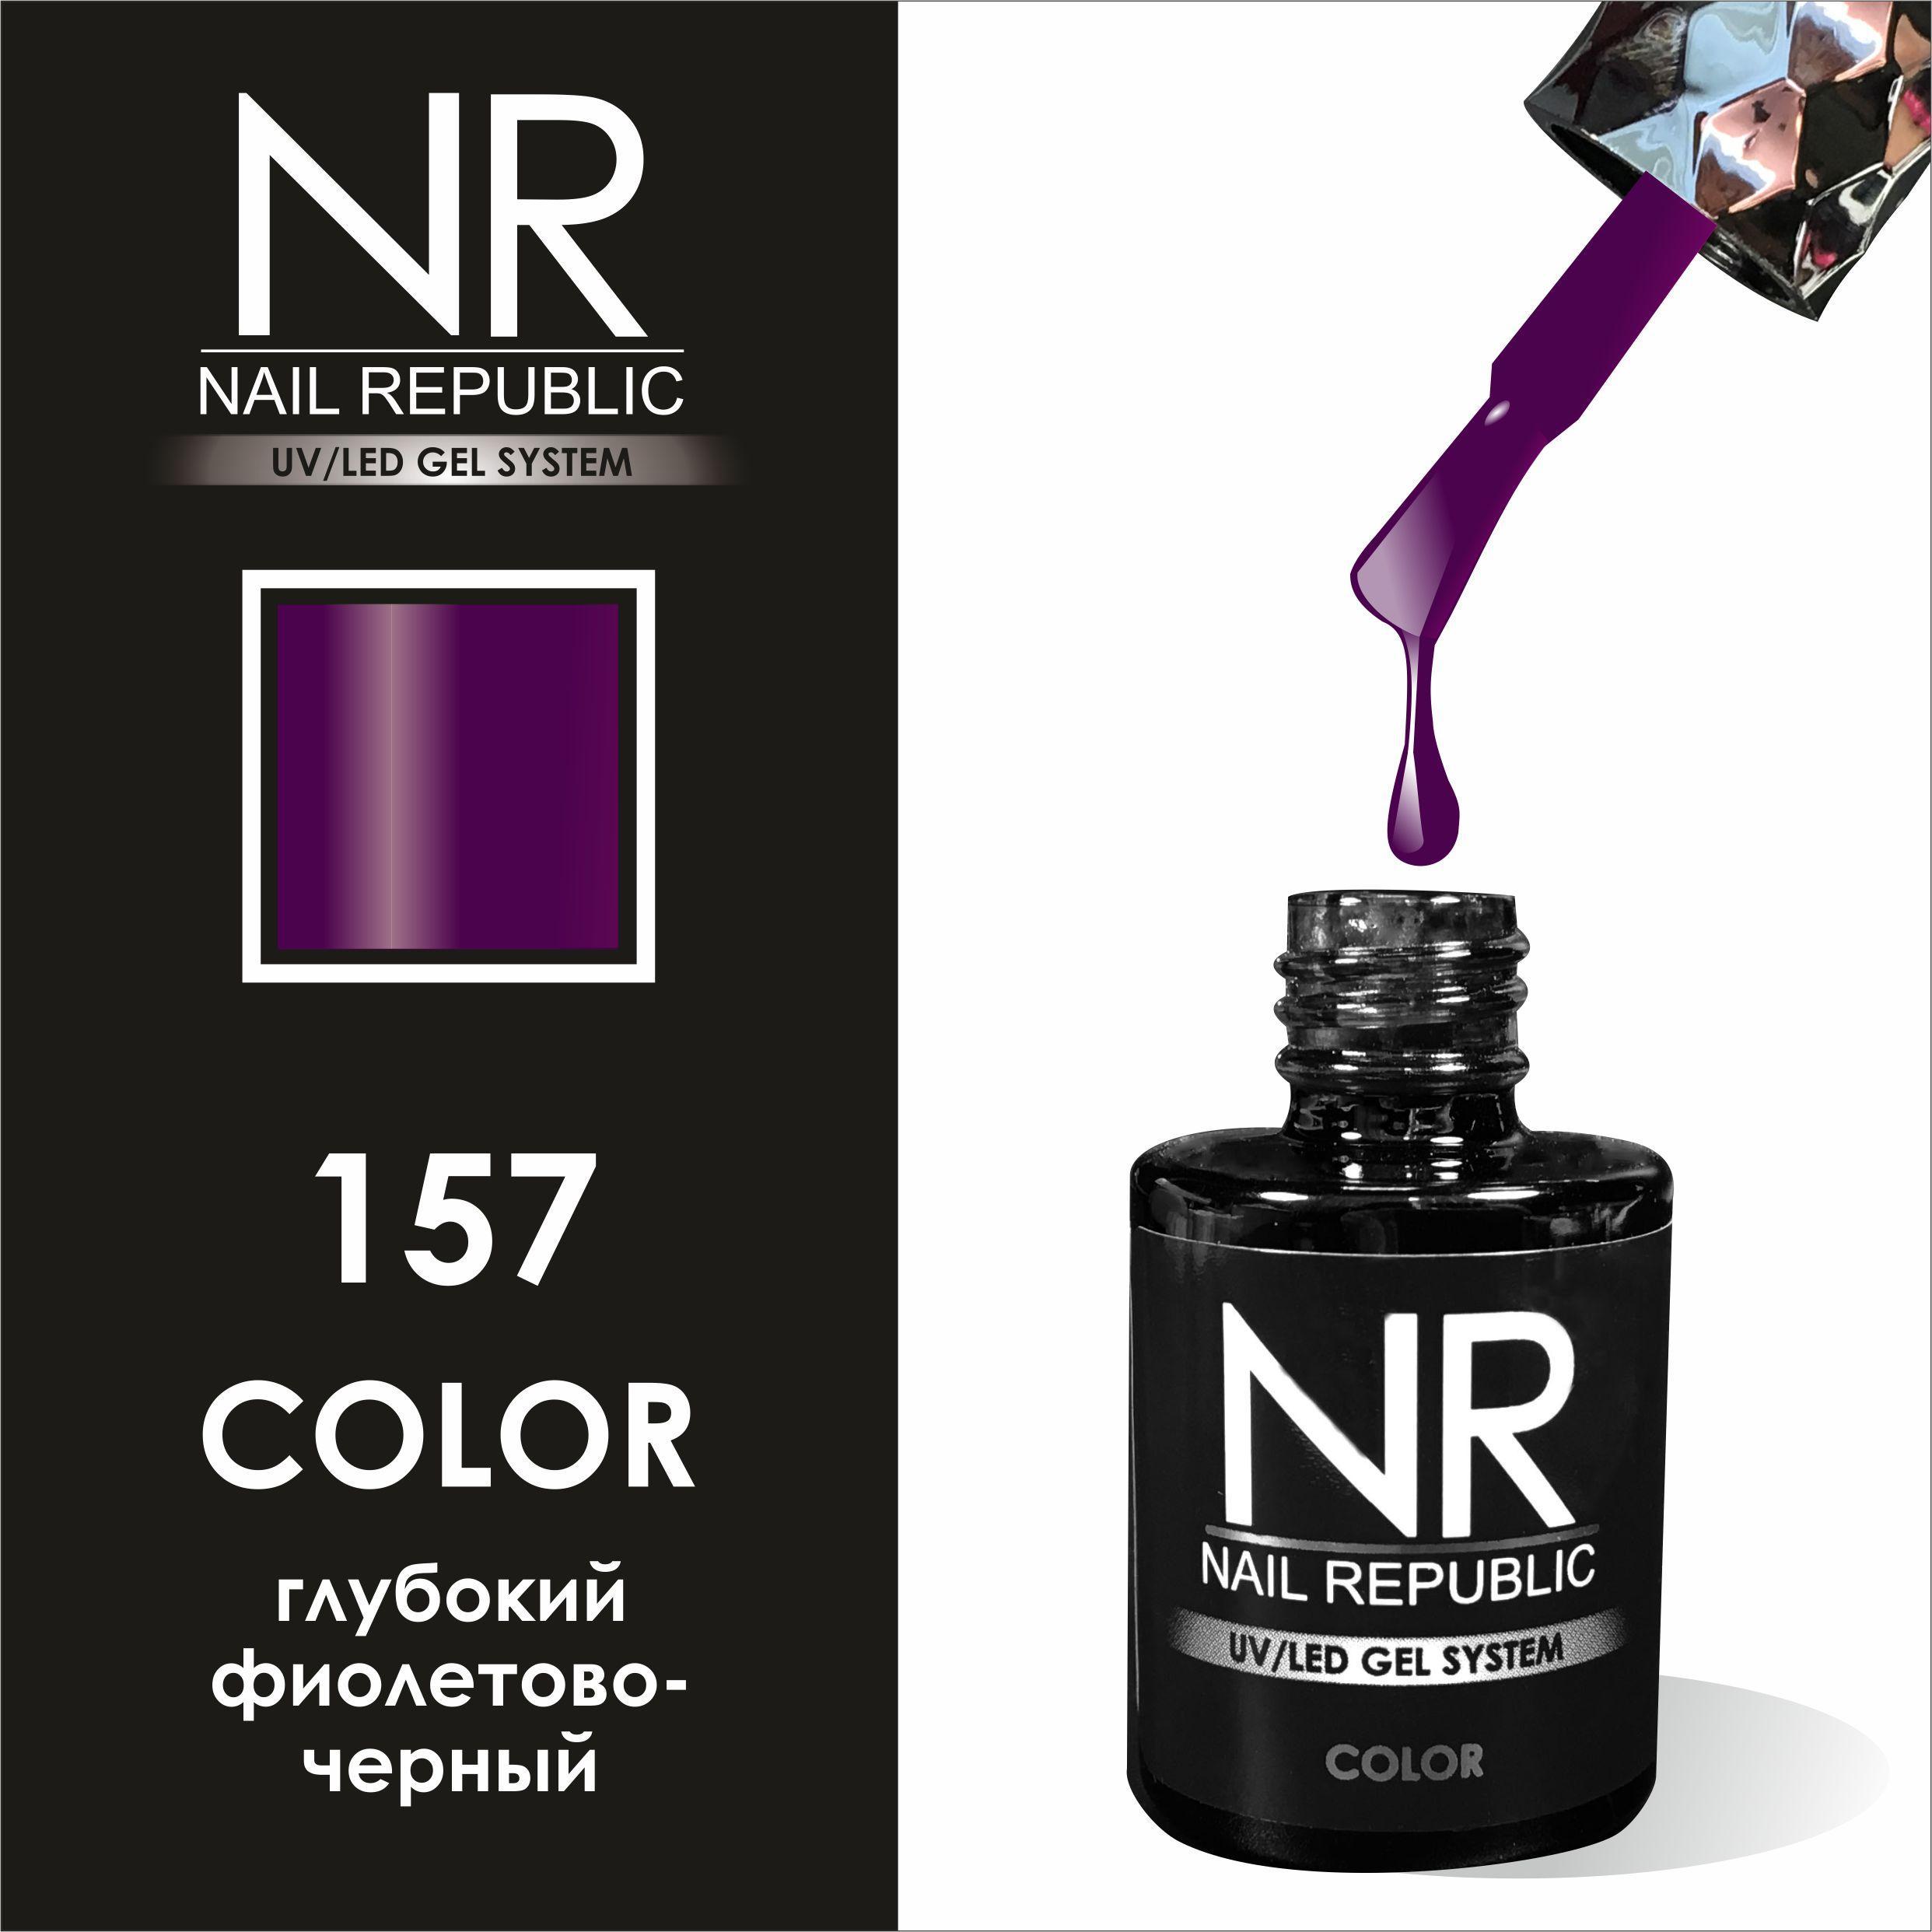 NR
NAIL REPUBLIC
UV/LED GEL SYSTEM
157
COLOR
глубокий
фиолетово-
черный
NR
NAIL REPUBLIC
UV/LED GEL SYSTEM
COLOR